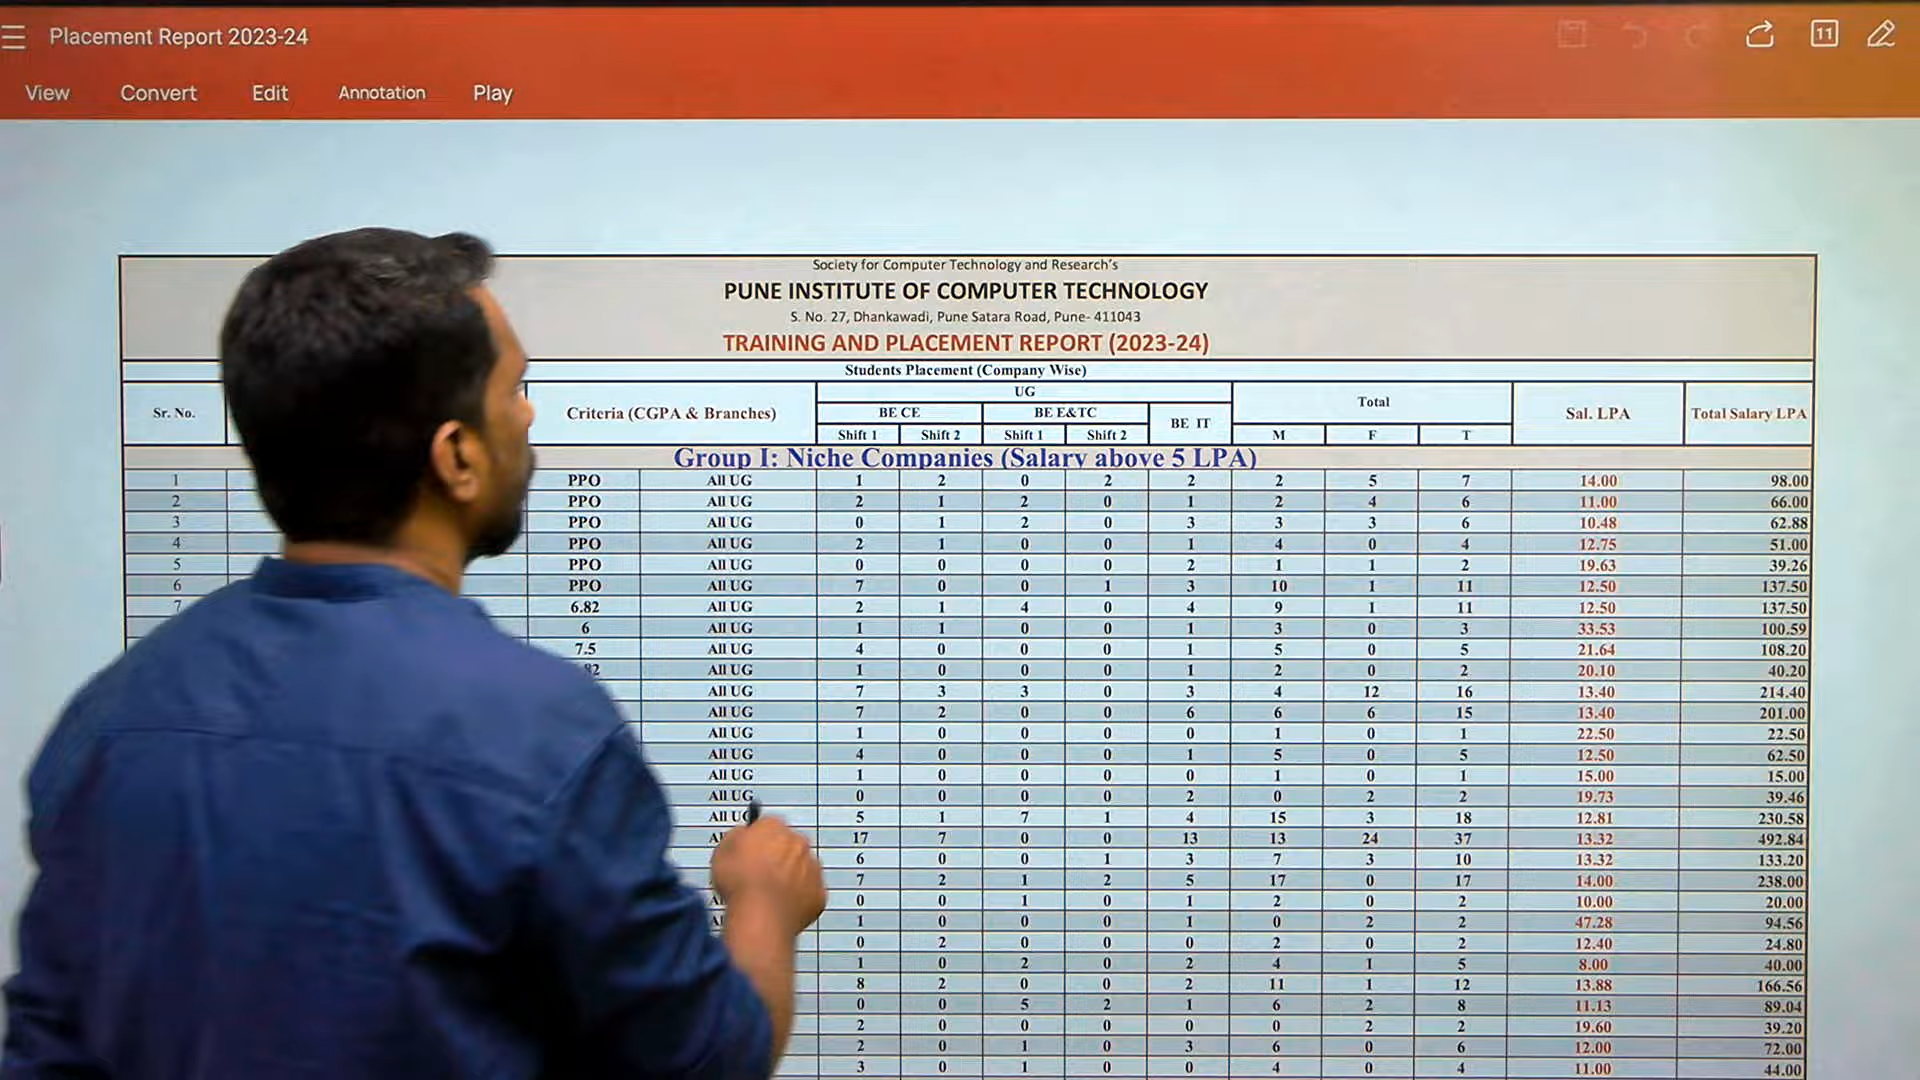 Placement Report 2023-24
11
View Convert Edit Annotation Play
Society for Computer Technology and Research's
PUNE INSTITUTE OF COMPUTER TECHNOLOGY
S. No. 27, Dhankawadi, Pune Satara Road, Pune- 411043
TRAINING AND PLACEMENT REPORT (2023-24)
Students Placement (Company Wise)
Sr. No. Criteria (CGPA & Branches) UG Total Sal. LPA Total Salary LPA
BE CE BE E&TC BE IT
Shift 1 Shift 2 Shift 1 Shift 2 M F T
Group I: Niche Companies (Salary above 5 LPA)
1 PPO All UG 1 2 0 2 2 2 5 7 14.00 98.00
2 PPO All UG 2 1 2 0 1 2 4 6 11.00 66.00
3 PPO All UG 0 1 2 0 3 3 3 6 10.48 62.88
4 PPO All UG 2 1 0 0 1 4 0 4 12.75 51.00
5 PPO All UG 0 0 0 0 2 1 1 2 19.63 39.26
6 PPO All UG 7 0 0 1 3 10 1 11 12.50 137.50
7 6.82 All UG 2 1 4 0 4 9 1 11 12.50 137.50
6 All UG 1 1 0 0 1 3 0 3 33.53 100.59
7.5 All UG 4 0 0 0 1 5 0 5 21.64 108.20
82 All UG 1 0 0 0 1 2 0 2 20.10 40.20
All UG 7 3 3 0 3 4 12 16 13.40 214.40
All UG 7 2 0 0 6 6 6 15 13.40 201.00
All UG 1 0 0 0 0 1 0 1 22.50 22.50
All UG 4 0 0 0 1 5 0 5 12.50 62.50
All UG 1 0 0 0 0 1 0 1 15.00 15.00
All UG 0 0 0 0 2 0 2 2 19.73 39.46
All 5 1 7 1 4 15 3 18 12.81 230.58
17 7 0 0 13 13 24 37 13.32 492.84
6 0 0 1 3 7 3 10 13.32 133.20
7 2 1 2 5 17 0 17 14.00 238.00
0 0 1 0 1 2 0 2 10.00 20.00
1 0 0 0 1 0 2 2 47.28 94.56
0 2 0 0 0 2 0 2 12.40 24.80
1 0 2 0 2 4 1 5 8.00 40.00
8 2 0 0 2 11 1 12 13.88 166.56
0 0 5 2 1 6 2 8 11.13 89.04
2 0 0 0 0 0 2 2 19.60 39.20
2 0 1 0 3 6 0 6 12.00 72.00
3 0 1 0 0 4 0 4 11.00 44.00